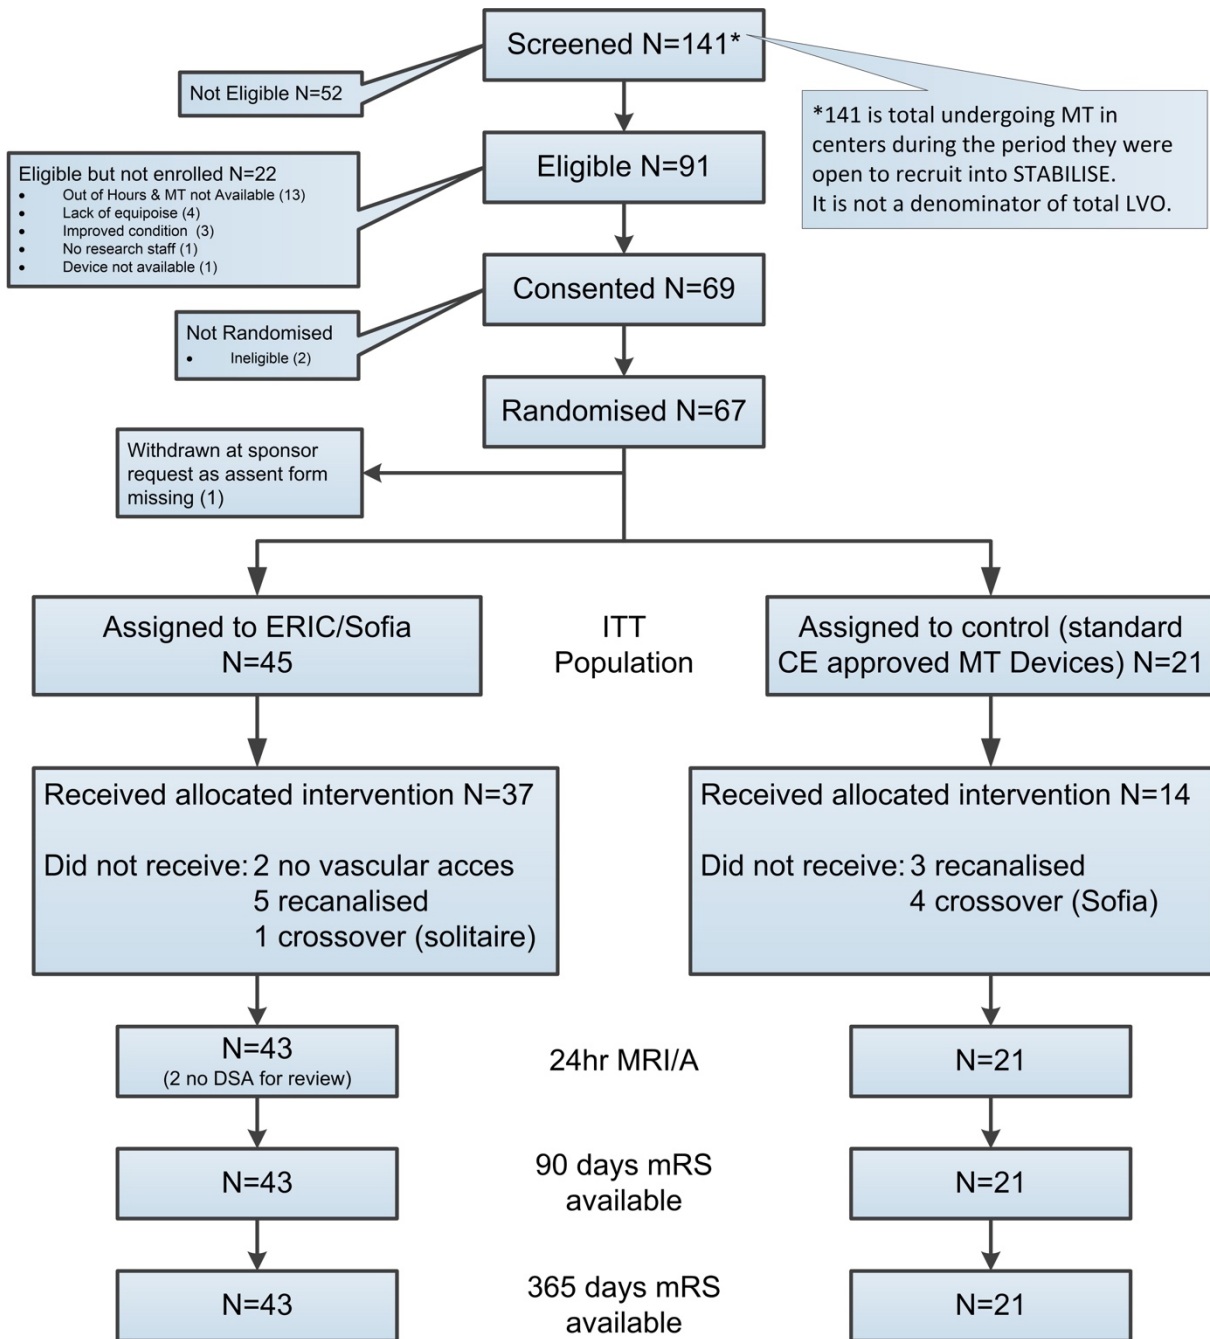 Screened N=141*
Not Eligible N=52
*141 is total undergoing MT in
centers during the period they were
open to recruit into STABILISE.
It is not a denominator of total LVO.
Eligible N=91
Eligible but not enrolled N=22
• Out of Hours & MT not Available (13)
• Lack of equipoise (4)
• Improved condition (3)
• No research staff (1)
• Device not available (1)
Consented N=69
Not Randomised
• Ineligible (2)
Randomised N=67
Withdrawn at sponsor
request as assent form
missing (1)
Assigned to ERIC/Sofia
N=45
ITT
Population
Assigned to control (standard
CE approved MT Devices) N=21
Received allocated intervention N=37
Did not receive: 2 no vascular acces
5 recanalised
1 crossover (solitaire)
Received allocated intervention N=14
Did not receive: 3 recanalised
4 crossover (Sofia)
N=43
(2 no DSA for review)
24hr MRI/A
N=21
N=43
90 days mRS
available
N=21
N=43
365 days mRS
available
N=21